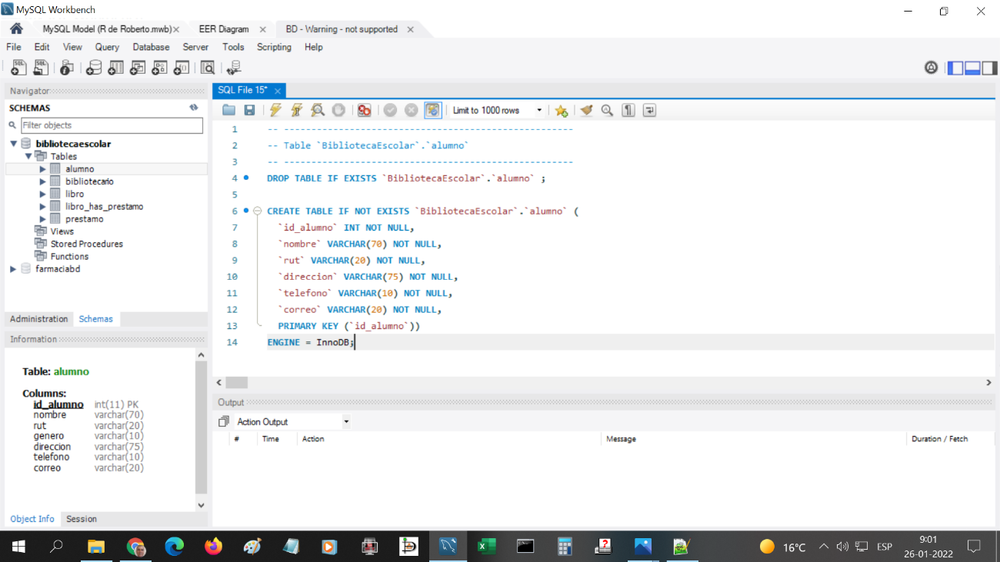 MySQL Workbench
MySQL Model (R de Roberto.mwb) EER Diagram BD - Warning - not supported
File Edit View Query Database Server Tools Scripting Help
Navigator
SCHEMAS
Filter objects
bibliotecaescolar
Tables
alumno
bibliotecario
libro
libro_has_prestamo
prestamo
Views
Stored Procedures
Functions
farmaciabd
Administration Schemas
Information
Table: alumno
Columns:
id_alumno int(11) PK
nombre varchar(70)
rut varchar(20)
genero varchar(10)
direccion varchar(75)
telefono varchar(10)
correo varchar(20)
Object Info Session
SQL File 15*
Limit to 1000 rows
1 -- -----------------------------------------------------
2 -- Table `BibliotecaEscolar`.`alumno`
3 -- -----------------------------------------------------
4 DROP TABLE IF EXISTS `BibliotecaEscolar`.`alumno` ;
5
6 CREATE TABLE IF NOT EXISTS `BibliotecaEscolar`.`alumno` (
7 `id_alumno` INT NOT NULL,
8 `nombre` VARCHAR(70) NOT NULL,
9 `rut` VARCHAR(20) NOT NULL,
10 `direccion` VARCHAR(75) NOT NULL,
11 `telefono` VARCHAR(10) NOT NULL,
12 `correo` VARCHAR(20) NOT NULL,
13 PRIMARY KEY (`id_alumno`))
14 ENGINE = InnoDB;
Output
Action Output
# Time Action Message Duration / Fetch
16°C ESP 9:01
26-01-2022